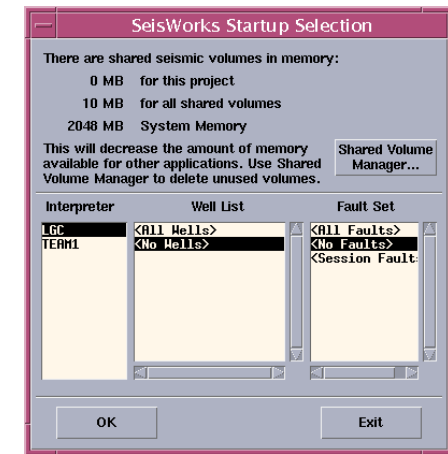 SeisWorks Startup Selection
There are shared seismic volumes in memory:
0 MB for this project
10 MB for all shared volumes
2048 MB System Memory
This will decrease the amount of memory
available for other applications. Use Shared
Volume Manager to delete unused volumes.
Shared Volume
Manager...
Interpreter Well List Fault Set
LGC
TEAM1
<All Wells>
<No Wells>
<All Faults>
<No Faults>
<Session Fault
OK Exit